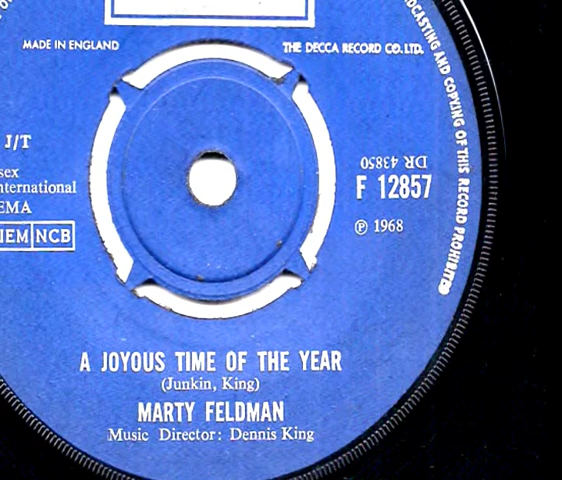 MADE IN ENGLAND
THE DECCA RECORD CO. LTD.
DCASTING AND COPYING OF THIS RECORD PROHIBITED
J/T
sex
nternational
EMA
IEM NCB
DR 43850
F 12857
℗ 1968
A JOYOUS TIME OF THE YEAR
(Junkin, King)
MARTY FELDMAN
Music Director: Dennis King